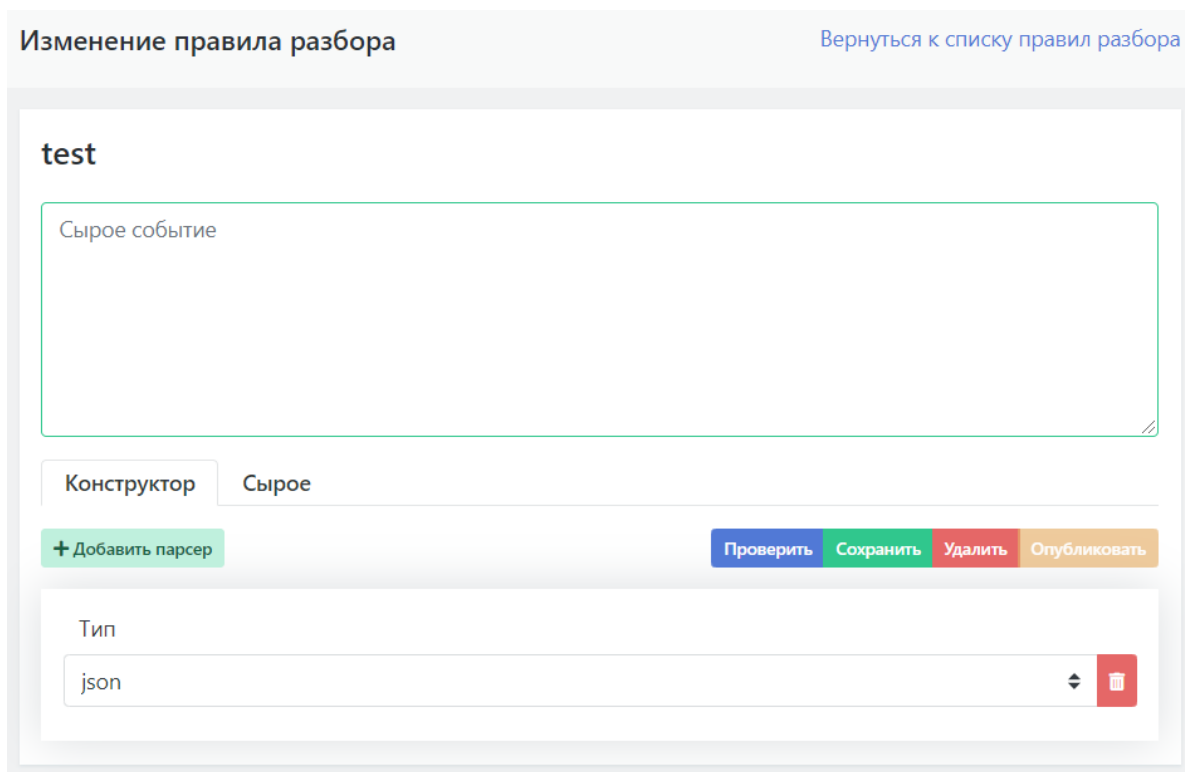 Изменение правила разбора
Вернуться к списку правил разбора
test
Сырое событие
Конструктор
Сырое
+ Добавить парсер
Проверить
Сохранить
Удалить
Опубликовать
Тип
json